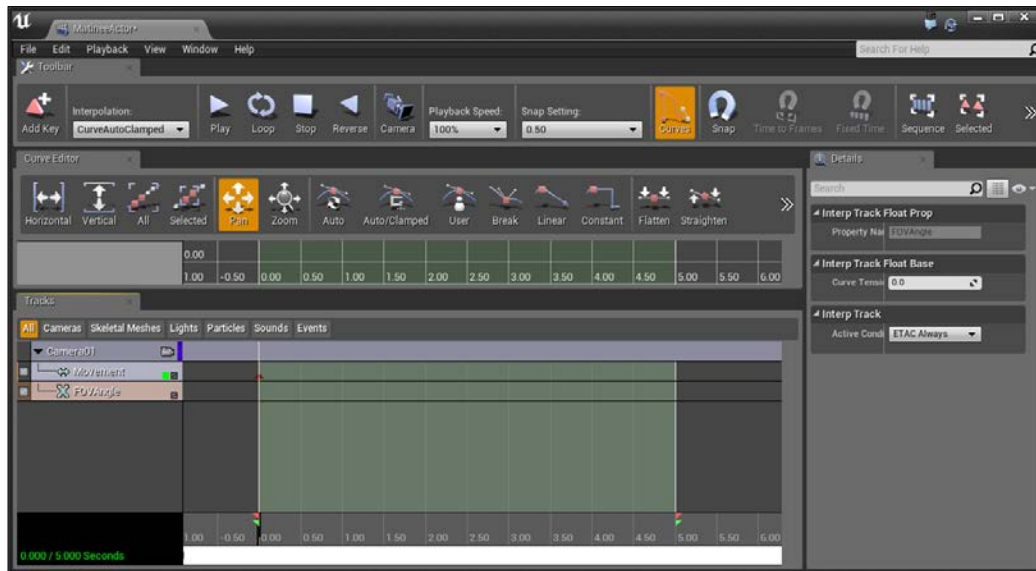 MatineeActor*
File Edit Playback View Window Help
Search For Help
Toolbar
Add Key
Interpolation:
CurveAutoClamped
Play Loop Stop Reverse Camera
Playback Speed:
100%
Snap Setting:
0.50
Curves Snap Time to Frames Fixed Time Sequence Selected
Curve Editor
Horizontal Vertical All Selected Pan Zoom Auto Auto/Clamped User Break Linear Constant Flatten Straighten
0.00
1.00 -0.50 0.00 0.50 1.00 1.50 2.00 2.50 3.00 3.50 4.00 4.50 5.00 5.50 6.00
Tracks
All Cameras Skeletal Meshes Lights Particles Sounds Events
Camera01
Movement
FOVAngle
1.00 -0.50 0.00 0.50 1.00 1.50 2.00 2.50 3.00 3.50 4.00 4.50 5.00 5.50 6.00
0.000 / 5.000 Seconds
Details
Search
Interp Track Float Prop
Property Nai FOVAngle
Interp Track Float Base
Curve Tensi 0.0
Interp Track
Active Condi ETAC Always